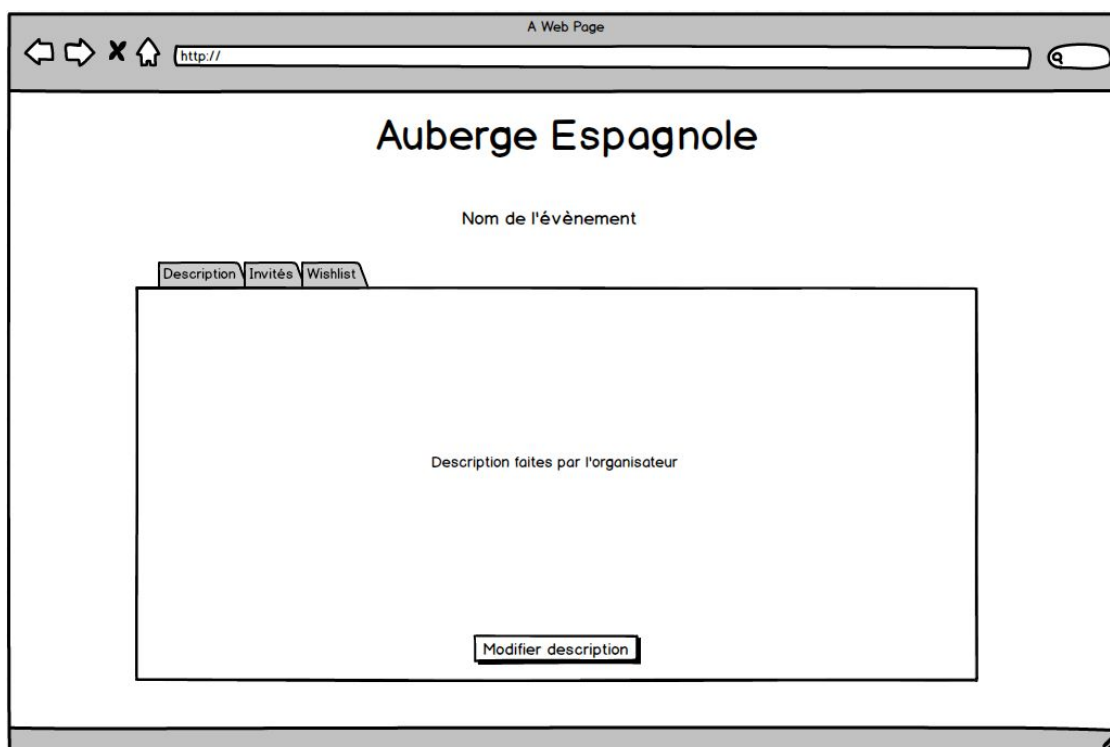 A Web Page
http://
Auberge Espagnole
Nom de l'évènement
Description Invités Wishlist
Description faites par l'organisateur
Modifier description